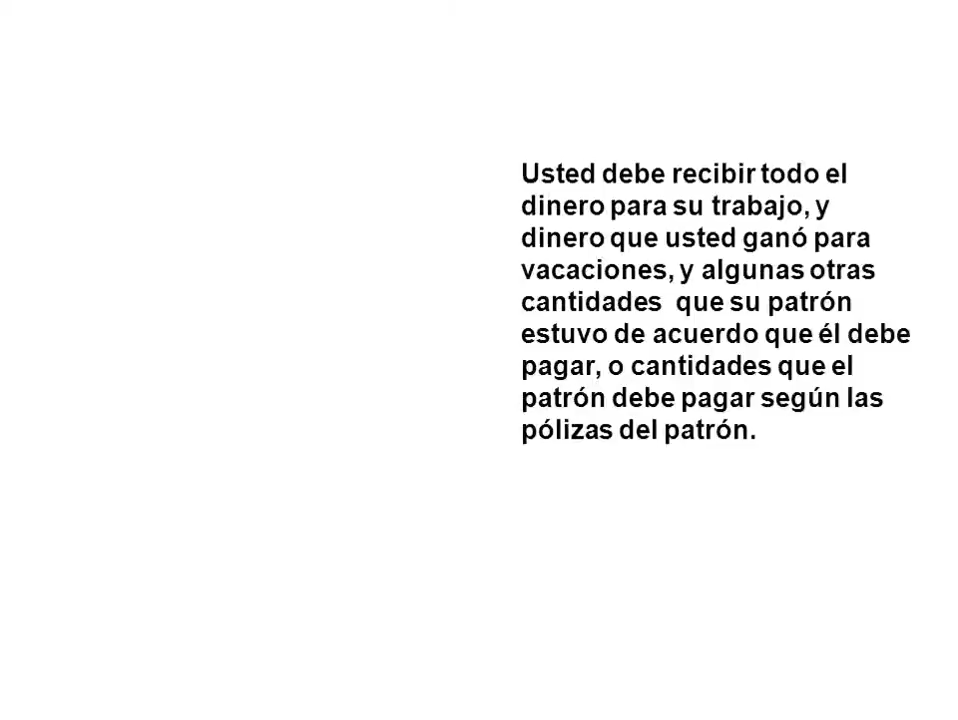 Usted debe recibir todo el
dinero para su trabajo, y
dinero que usted ganó para
vacaciones, y algunas otras
cantidades  que su patrón
estuvo de acuerdo que él debe
pagar, o cantidades que el
patrón debe pagar según las
pólizas del patrón.